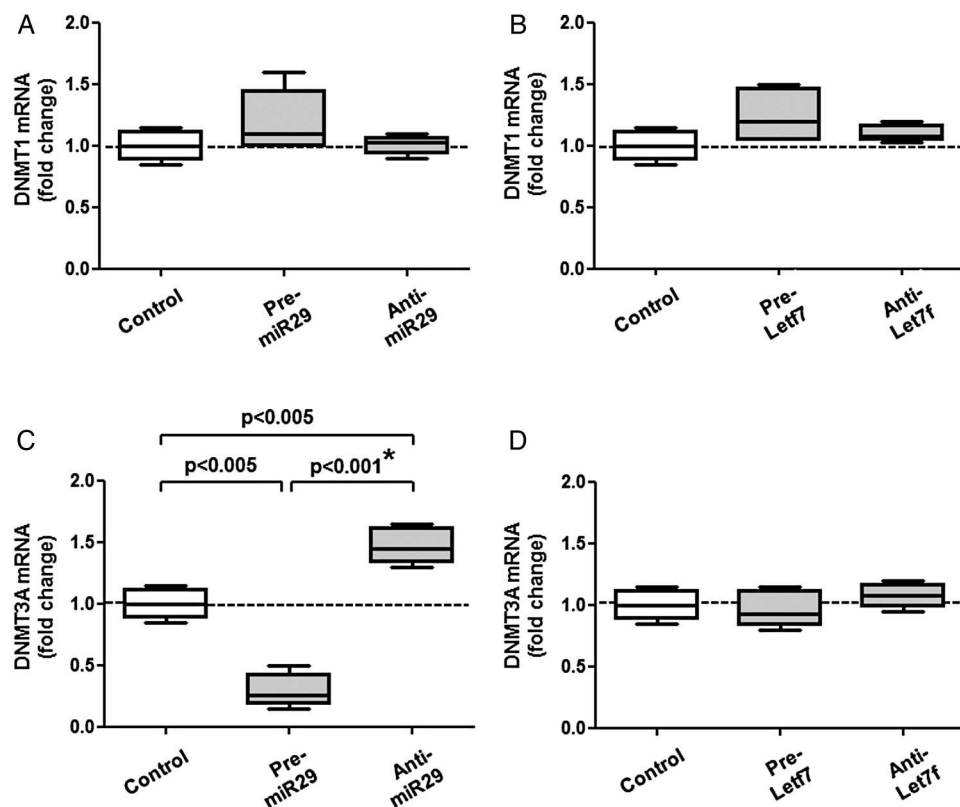 A
DNMT1 mRNA
(fold change)
2.0
1.5
1.0
0.5
0.0
Control
Pre-
miR29
Anti-
miR29
B
DNMT1 mRNA
(fold change)
2.0
1.5
1.0
0.5
0.0
Control
Pre-
Letf7
Anti-
Let7f
C
p<0.005
p<0.005
p<0.001*
DNMT3A mRNA
(fold change)
2.0
1.5
1.0
0.5
0.0
Control
Pre-
miR29
Anti-
miR29
D
DNMT3A mRNA
(fold change)
2.0
1.5
1.0
0.5
0.0
Control
Pre-
Letf7
Anti-
Let7f